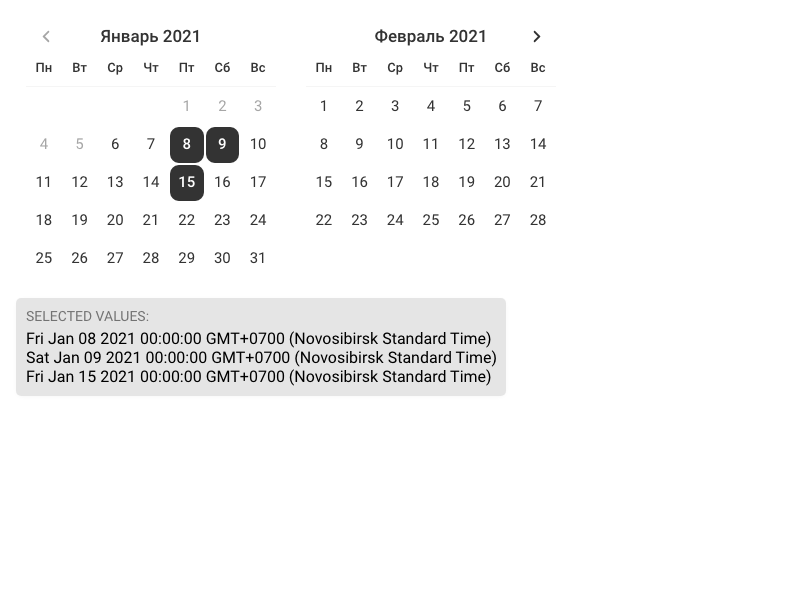 Январь 2021
Пн Вт Ср Чт Пт Сб Вс
1 2 3
4 5 6 7 8 9 10
11 12 13 14 15 16 17
18 19 20 21 22 23 24
25 26 27 28 29 30 31
Февраль 2021
Пн Вт Ср Чт Пт Сб Вс
1 2 3 4 5 6 7
8 9 10 11 12 13 14
15 16 17 18 19 20 21
22 23 24 25 26 27 28
SELECTED VALUES:
Fri Jan 08 2021 00:00:00 GMT+0700 (Novosibirsk Standard Time)
Sat Jan 09 2021 00:00:00 GMT+0700 (Novosibirsk Standard Time)
Fri Jan 15 2021 00:00:00 GMT+0700 (Novosibirsk Standard Time)